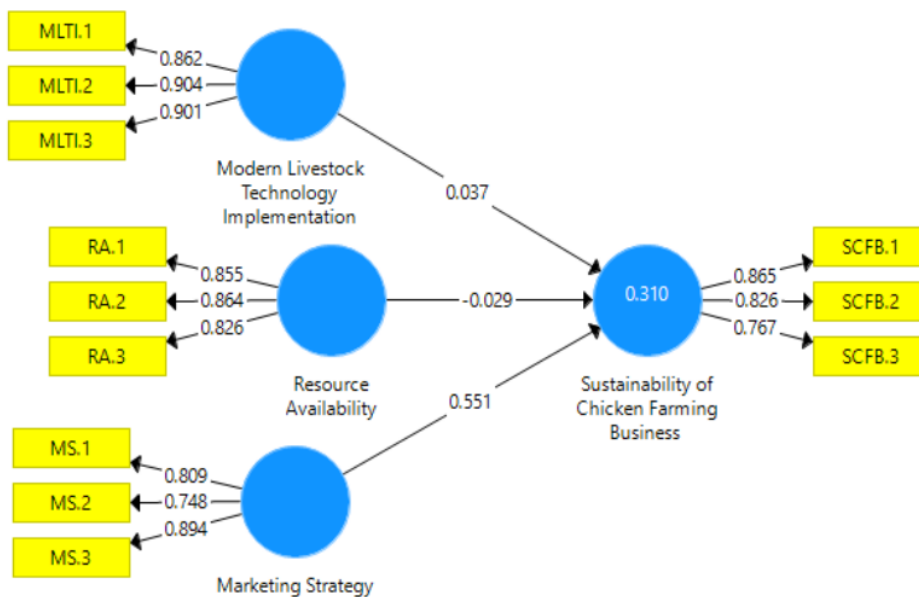 MLTI.1
0.862
MLTI.2
0.904
MLTI.3
0.901
Modern Livestock
Technology
Implementation
0.037
RA.1
0.855
RA.2
0.864
RA.3
0.826
Resource
Availability
-0.029
0.310
SCFB.1
0.865
SCFB.2
0.826
SCFB.3
0.767
Sustainability of
Chicken Farming
Business
0.551
MS.1
0.809
MS.2
0.748
MS.3
0.894
Marketing Strategy